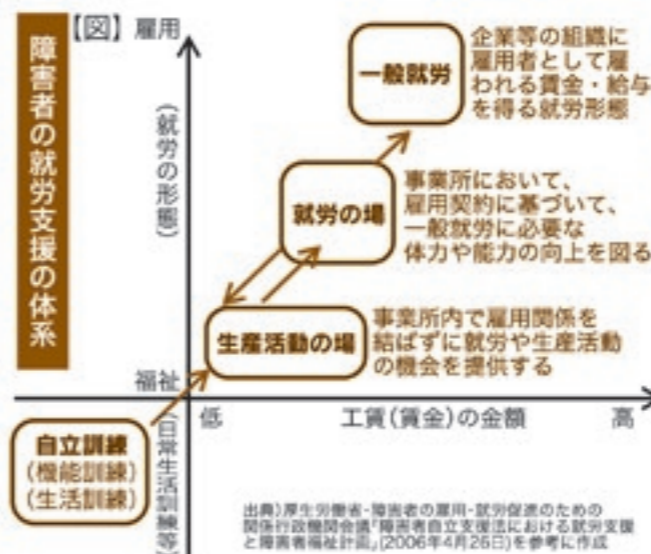 【図】
障害者の就労支援の体系
雇用
(就労の形態)
福祉
(日常生活訓練等)
一般就労
企業等の組織に
雇用者として雇
われる賃金・給与
を得る就労形態
就労の場
事業所において、
雇用契約に基づいて、
一般就労に必要な
体力や能力の向上を図る
生産活動の場
事業所内で雇用関係を
結ばずに就労や生産活動
の機会を提供する
低
工賃(賃金)の金額
高
自立訓練
(機能訓練)
(生活訓練)
出典)厚生労働省・障害者の雇用・就労促進のための
関係行政機関会議「障害者自立支援法における就労支援
と障害者福祉計画」(2006年4月26日)を参考に作成